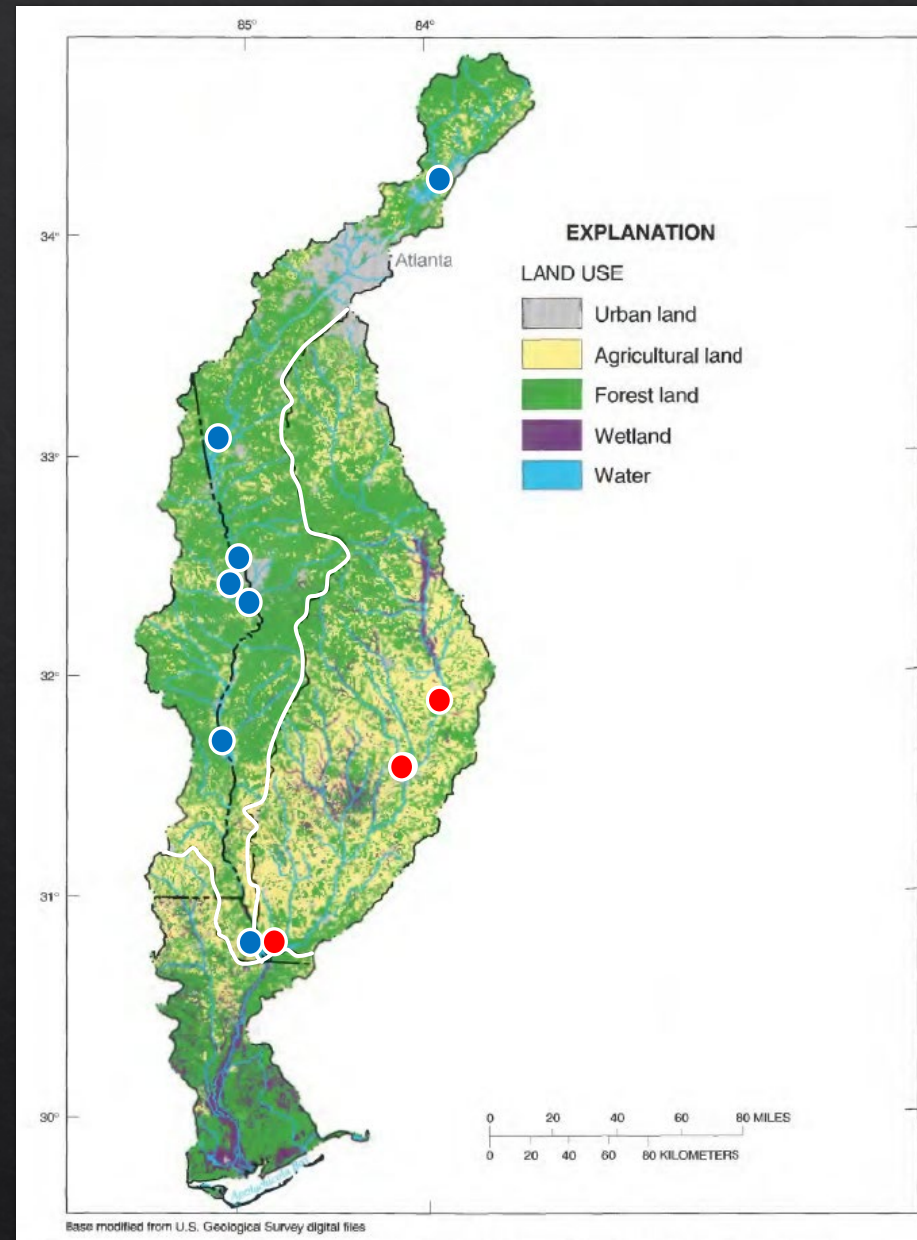 85°
84°
34°
Atlanta
EXPLANATION
LAND USE
Urban land
Agricultural land
Forest land
Wetland
Water
33°
32°
31°
30°
0 20 40 60 80 MILES
0 20 40 60 80 KILOMETERS
Apalachicola Bay
Base modified from U.S. Geological Survey digital files